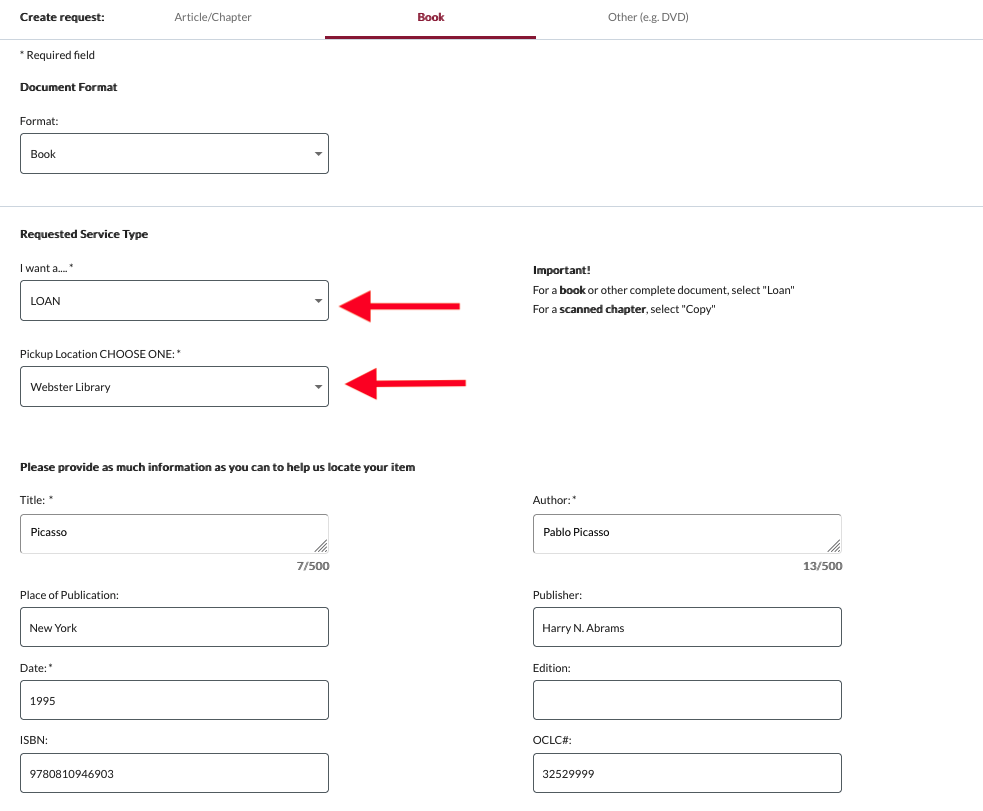 Create request: Article/Chapter Book Other (e.g. DVD)
* Required field
Document Format
Format:
Book
Requested Service Type
I want a.... *
LOAN
Important!
For a book or other complete document, select "Loan"
For a scanned chapter, select "Copy"
Pickup Location CHOOSE ONE: *
Webster Library
Please provide as much information as you can to help us locate your item
Title: * Author: *
Picasso Pablo Picasso
7/500 13/500
Place of Publication: Publisher:
New York Harry N. Abrams
Date: * Edition:
1995
ISBN: OCLC#:
9780810946903 32529999